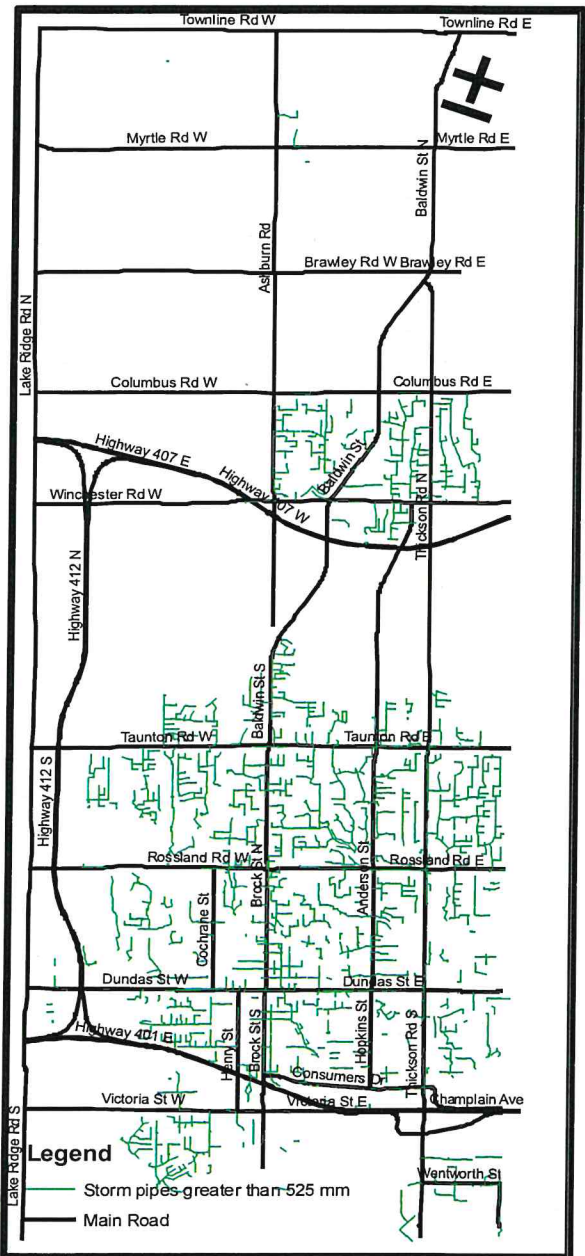 Townline Rd W
Townline Rd E
Myrtle Rd W
Myrtle Rd E
Baldwin St N
Ashburn Rd
Brawley Rd W
Brawley Rd E
Lake Ridge Rd N
Columbus Rd W
Columbus Rd E
Highway 407 E
Baldwin St
Highway 407 W
Winchester Rd W
Thickson Rd N
Highway 412 N
Baldwin St S
Taunton Rd W
Taunton Rd E
Highway 412 S
Rossland Rd W
Rossland Rd E
Brock St N
Anderson St
Cochrane St
Dundas St W
Dundas St E
Highway 401 E
Henry St
Brock St S
Hopkins St
Thickson Rd S
Consumers Dr
Victoria St W
Victoria St E
Champlain Ave
Lake Ridge Rd S
Legend
Wentworth St
Storm pipes greater than 525 mm
Main Road